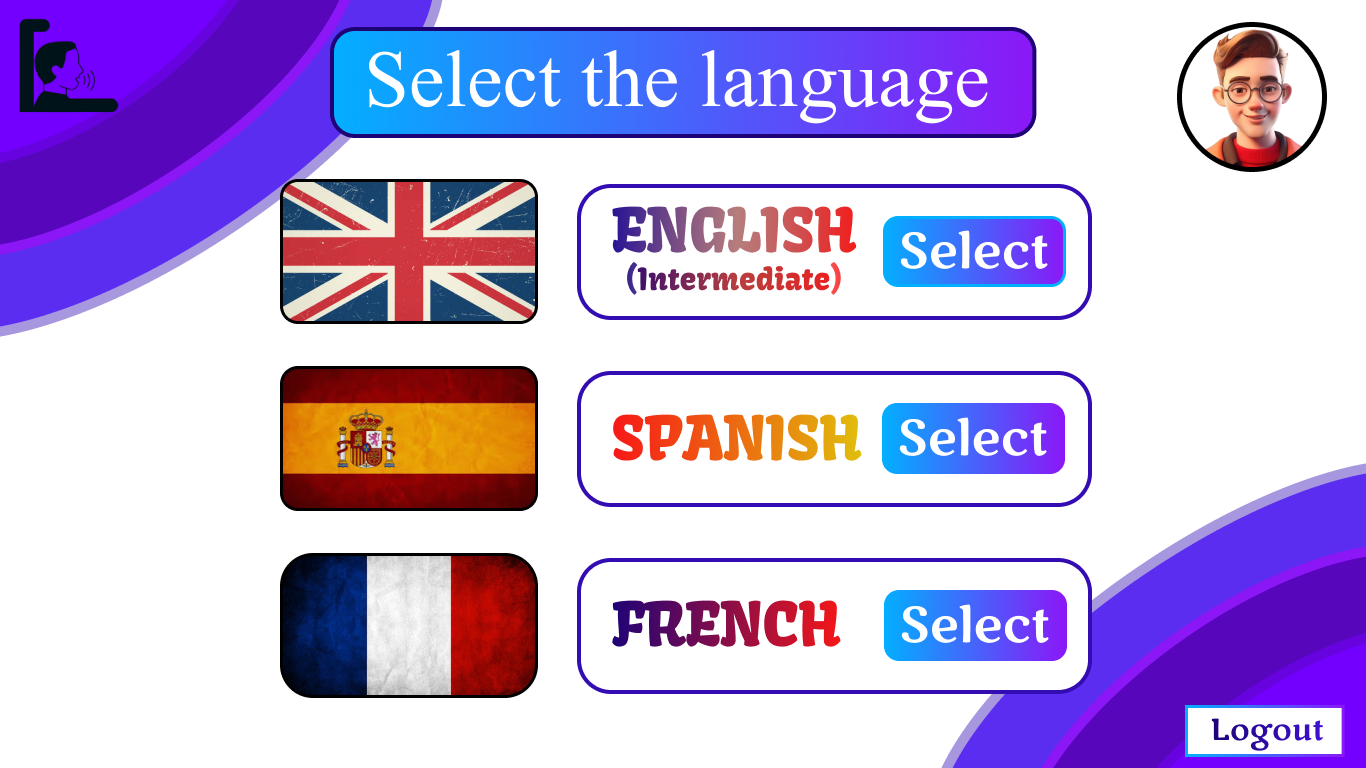 Select the language
ENGLISH
(Intermediate)
Select
SPANISH
Select
FRENCH
Select
Logout